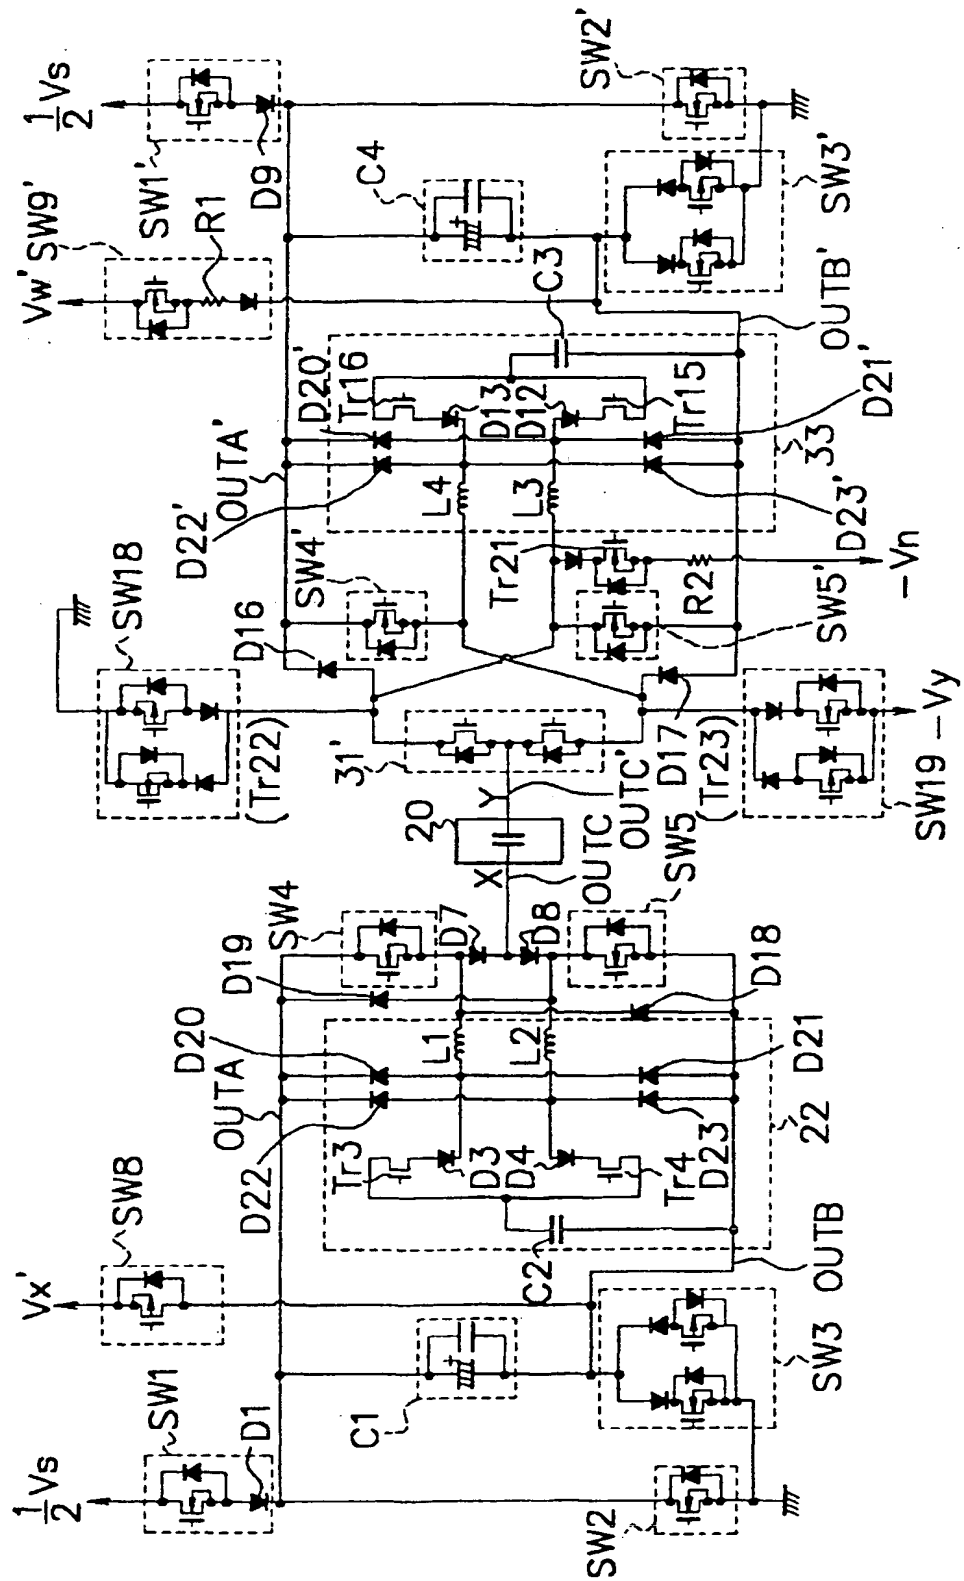 1/2 Vs
SW1
D1
Vx'
SW8
C1
SW2
SW3
OUTA
OUTB
D20
D22
D19
SW4
Tr3
D3
D4
Tr4
C2
L1
L2
D7
D8
D23
D21
D18
22
SW5
X
20
Y
OUTC
OUTC'
31'
SW18
(Tr22)
D16
D17
(Tr23)
SW19
-Vy
SW4'
SW5'
Tr21
R2
-Vn
D22'
OUTA'
D20'
L4
L3
Tr16
D13
D12
Tr15
D23'
33
D21'
C3
OUTB'
Vw'
SW9'
R1
C4
SW1'
D9
1/2 Vs
SW2'
SW3'